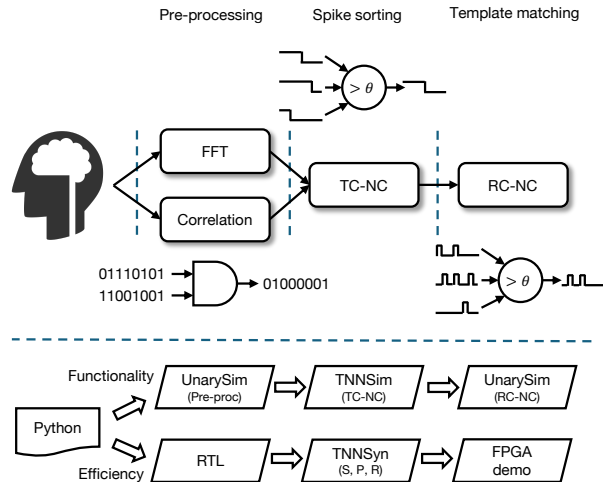 Pre-processing
Spike sorting
Template matching
> θ
FFT
TC-NC
RC-NC
Correlation
01110101
11001001
01000001
> θ
Functionality
UnarySim
(Pre-proc)
TNNSim
(TC-NC)
UnarySim
(RC-NC)
Python
Efficiency
RTL
TNNSyn
(S, P, R)
FPGA
demo